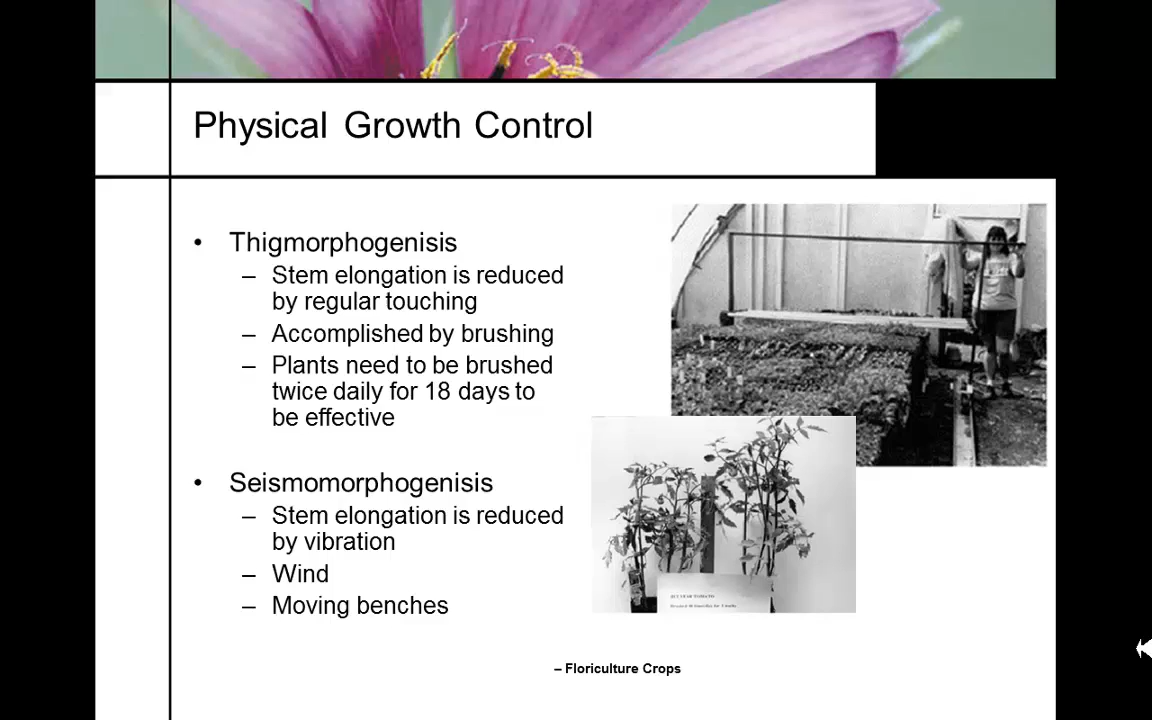 Physical Growth Control
• Thigmorphogenisis
– Stem elongation is reduced
by regular touching
– Accomplished by brushing
– Plants need to be brushed
twice daily for 18 days to
be effective
• Seismomorphogenisis
– Stem elongation is reduced
by vibration
– Wind
– Moving benches
– Floriculture Crops